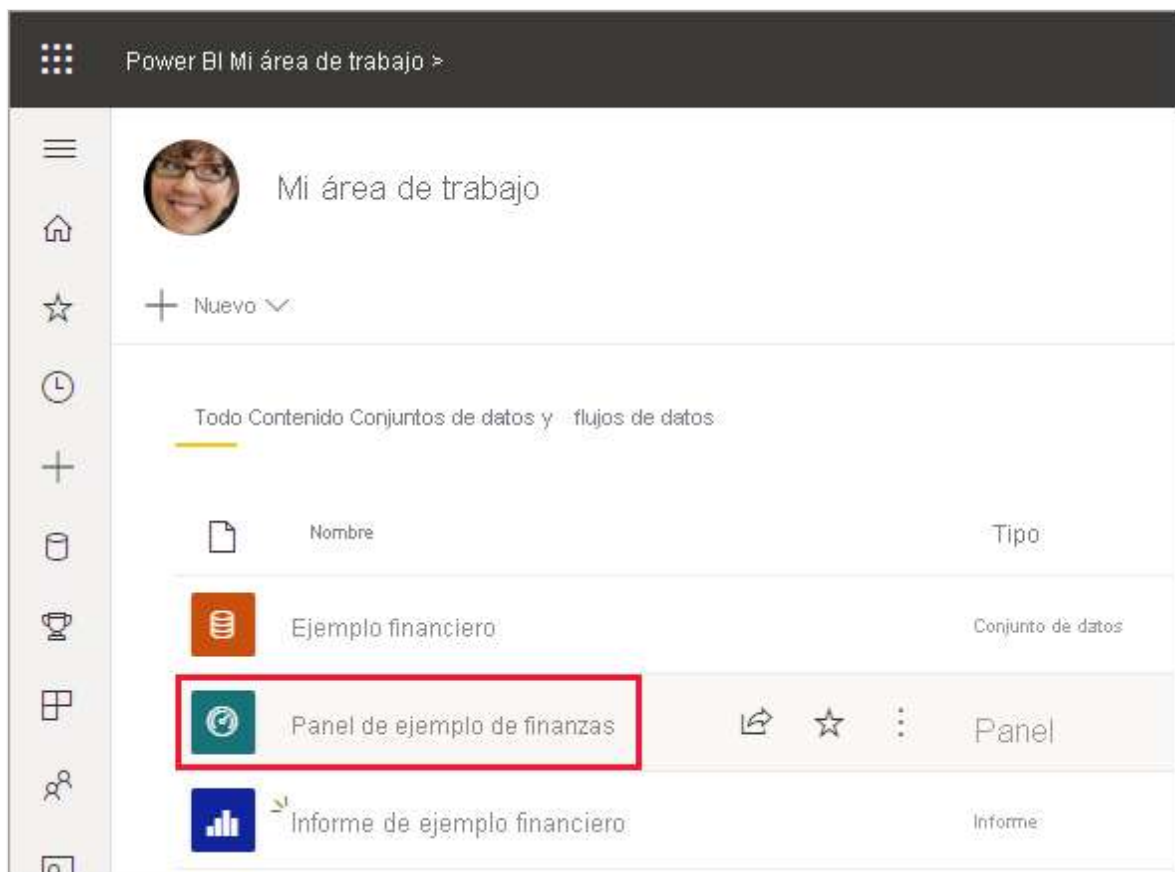 Power BI Mi área de trabajo >
Mi área de trabajo
Nuevo
Todo Contenido Conjuntos de datos y flujos de datos
Nombre Tipo
Ejemplo financiero Conjunto de datos
Panel de ejemplo de finanzas Panel
Informe de ejemplo financiero Informe